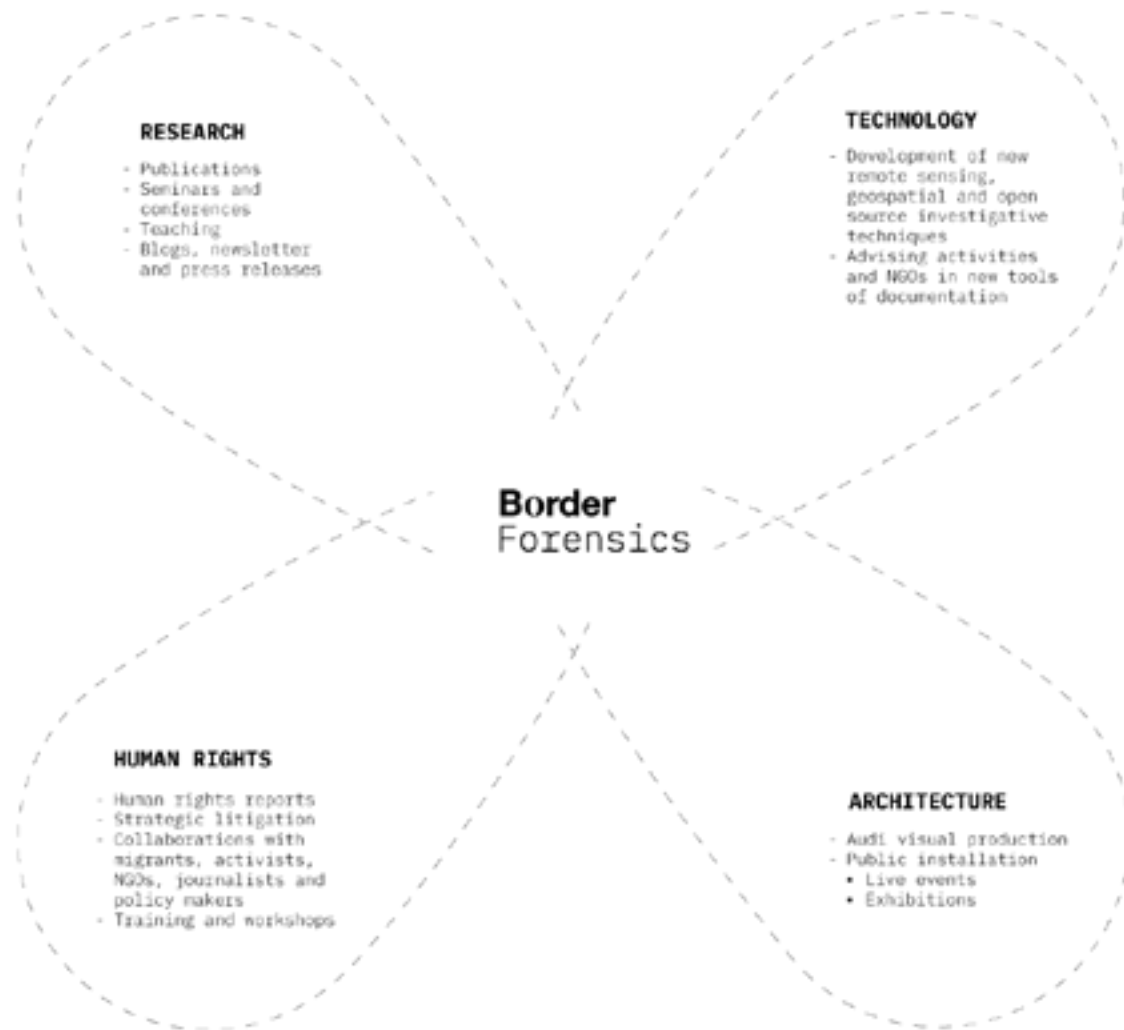 RESEARCH
- Publications
- Seminars and
conferences
- Teaching
- Blogs, newsletter
and press releases
TECHNOLOGY
- Development of new
remote sensing,
geospatial and open
source investigative
techniques
- Advising activities
and NGOs in new tools
of documentation
Border
Forensics
HUMAN RIGHTS
- Human rights reports
- Strategic litigation
- Collaborations with
migrants, activists,
NGOs, journalists and
policy makers
- Training and workshops
ARCHITECTURE
- Audi visual production
- Public installation
• Live events
• Exhibitions